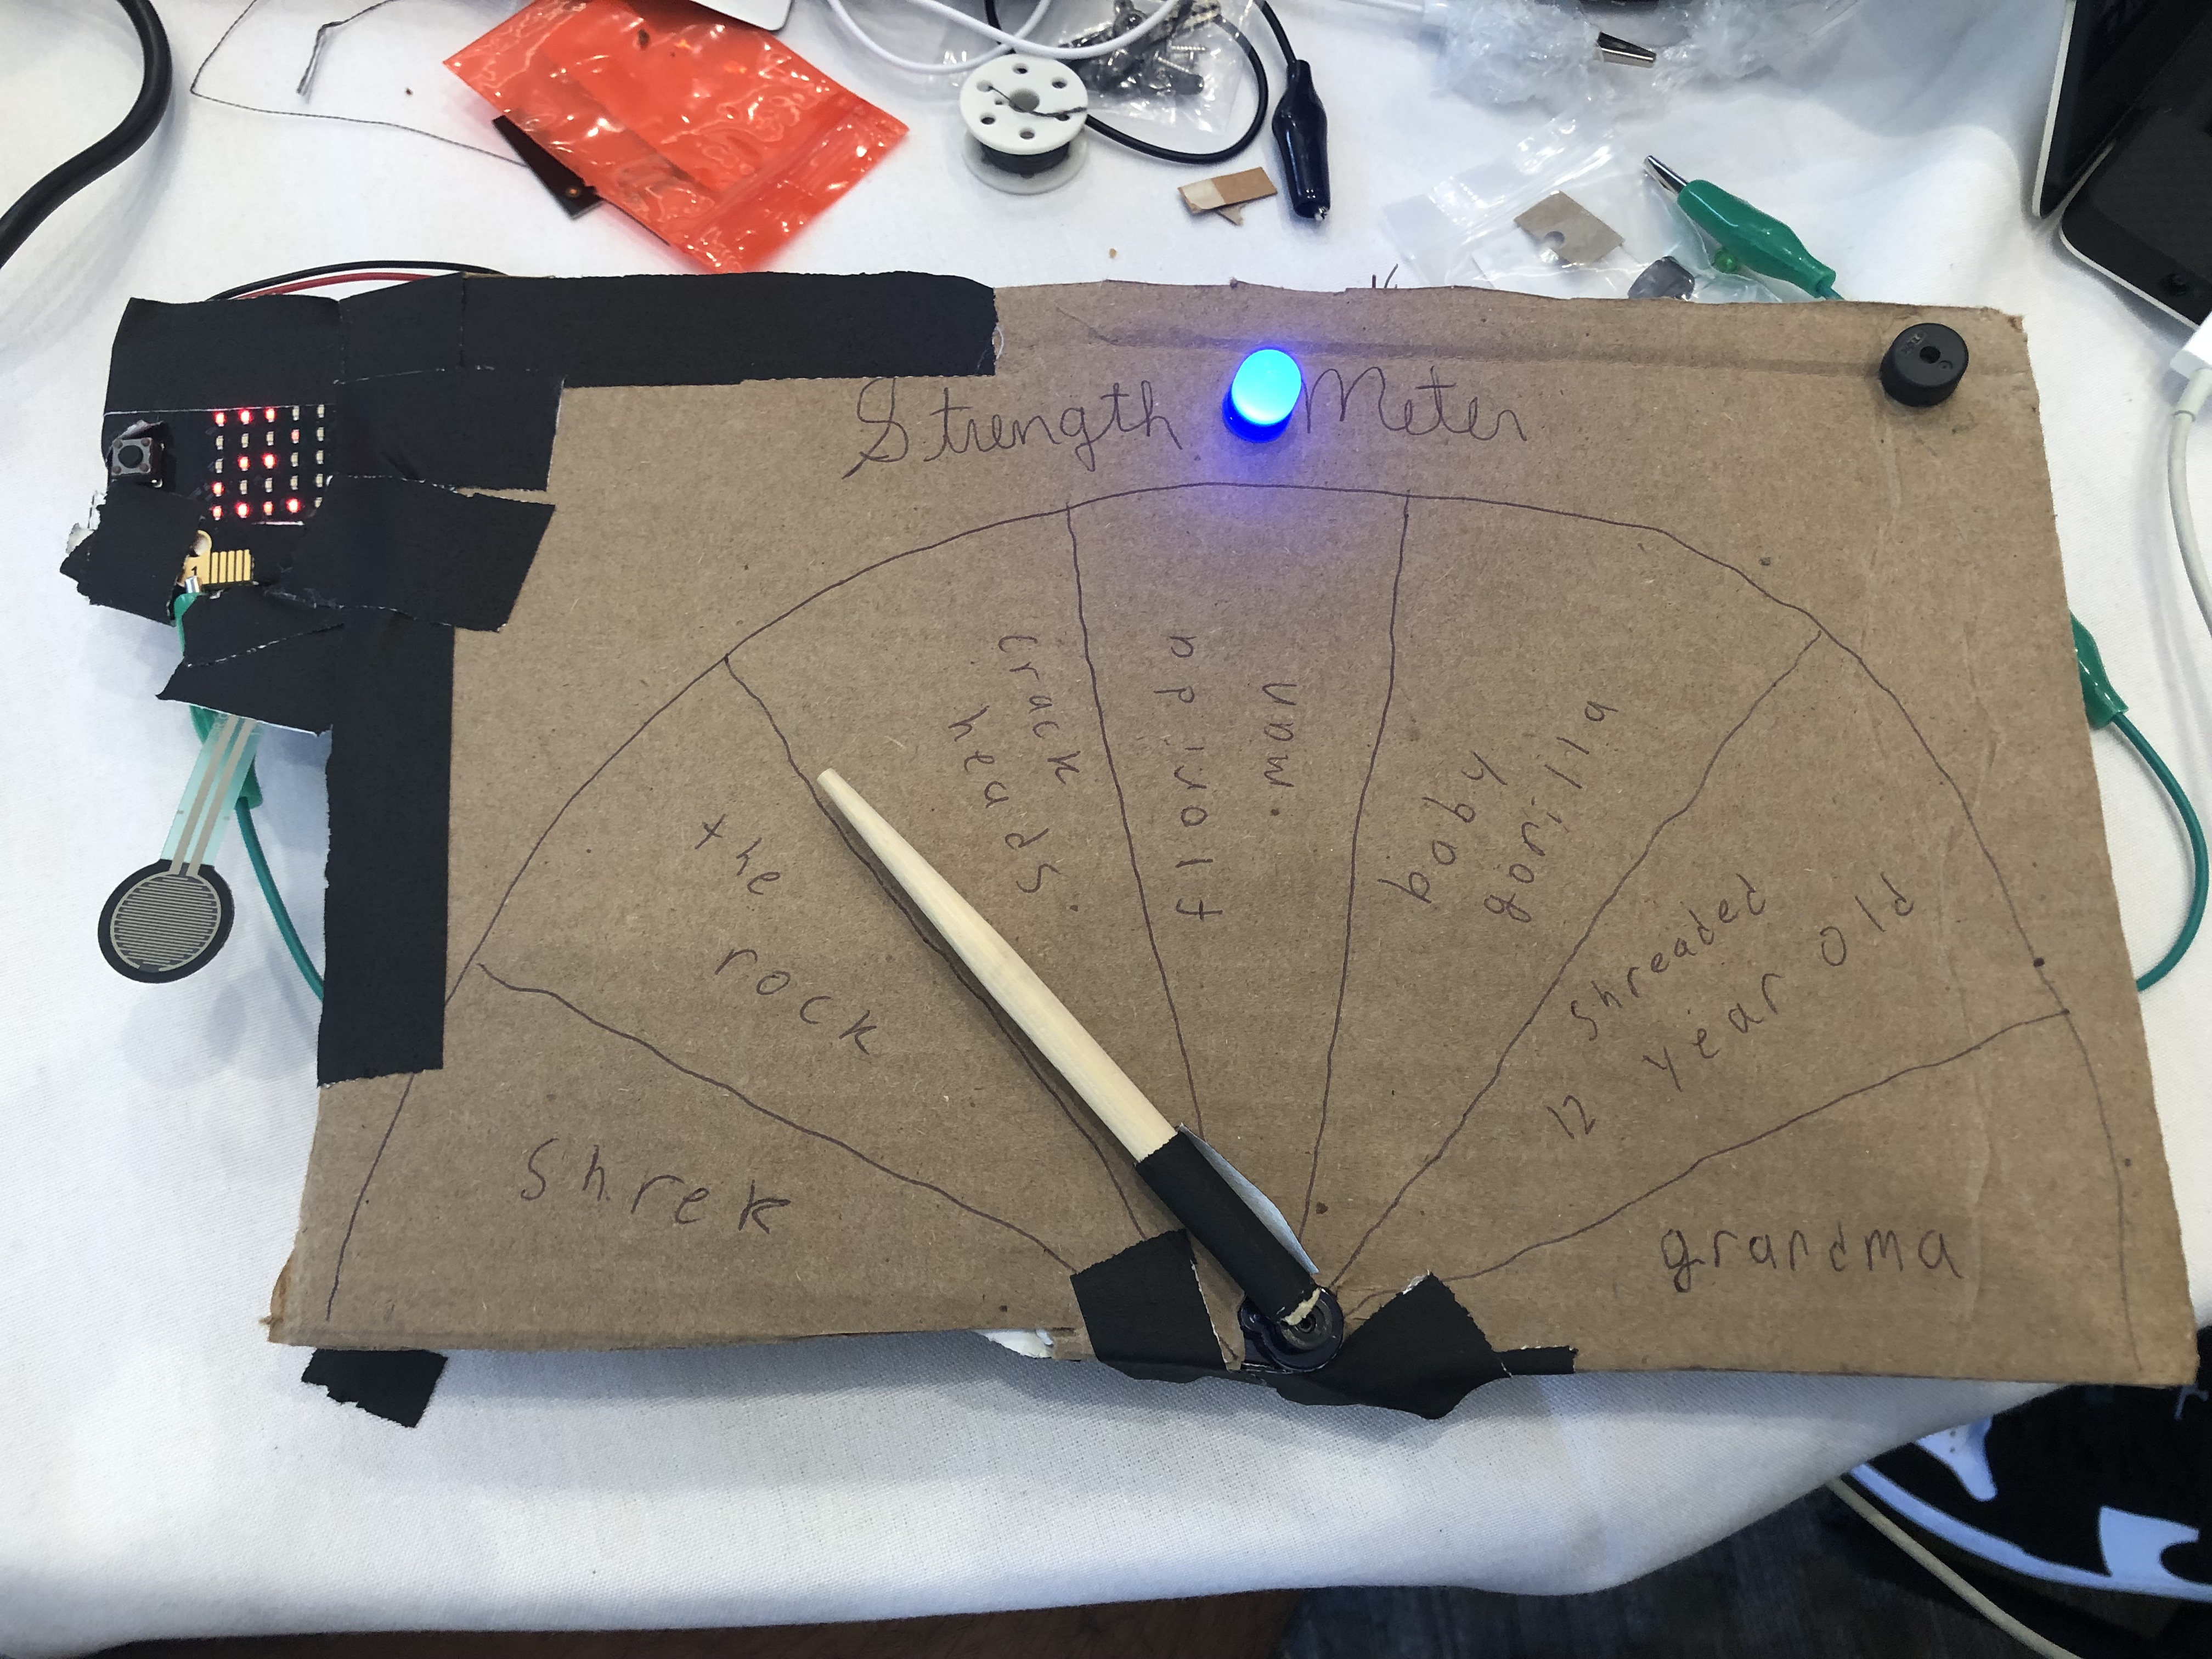 Strength Meter
shrek
the
rock
crack
heads
florida
man
baby
gorilla
shreaded
12 year old
grandma